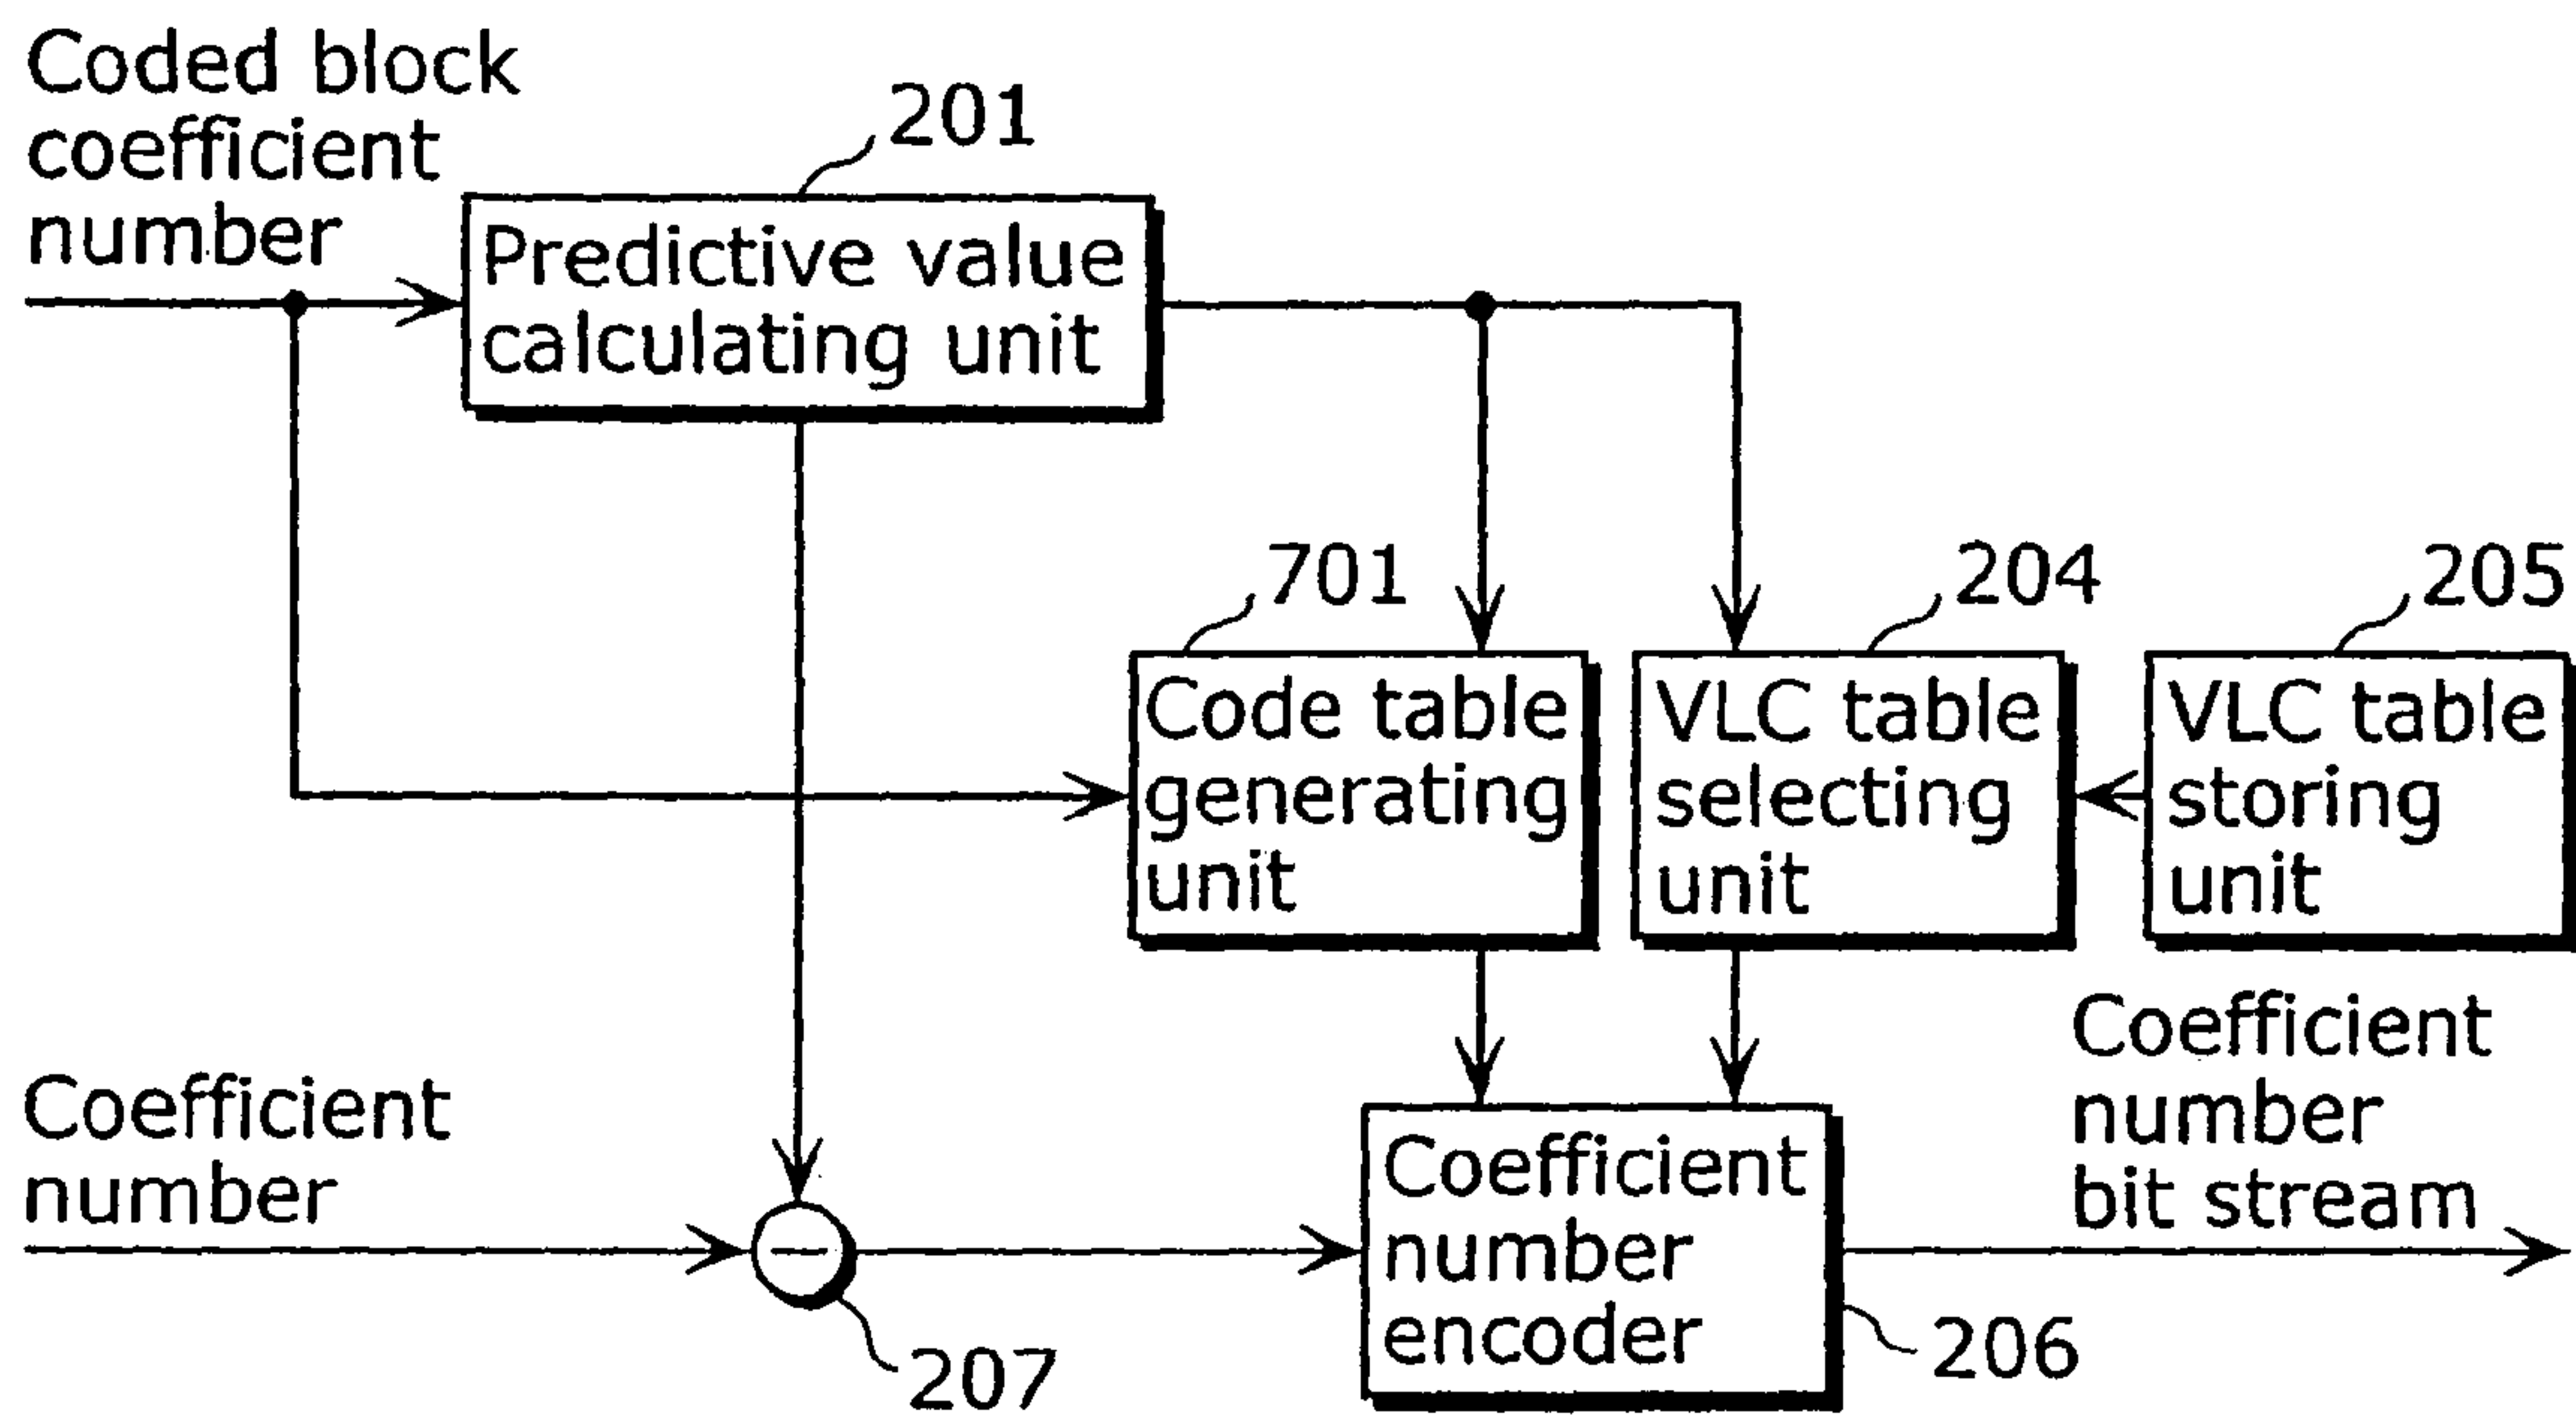 Coded block
coefficient
number
201
Predictive value
calculating unit
701
204
205
Code table
generating
unit
VLC table
selecting
unit
VLC table
storing
unit
Coefficient
number
Coefficient
number
encoder
Coefficient
number
bit stream
207
206